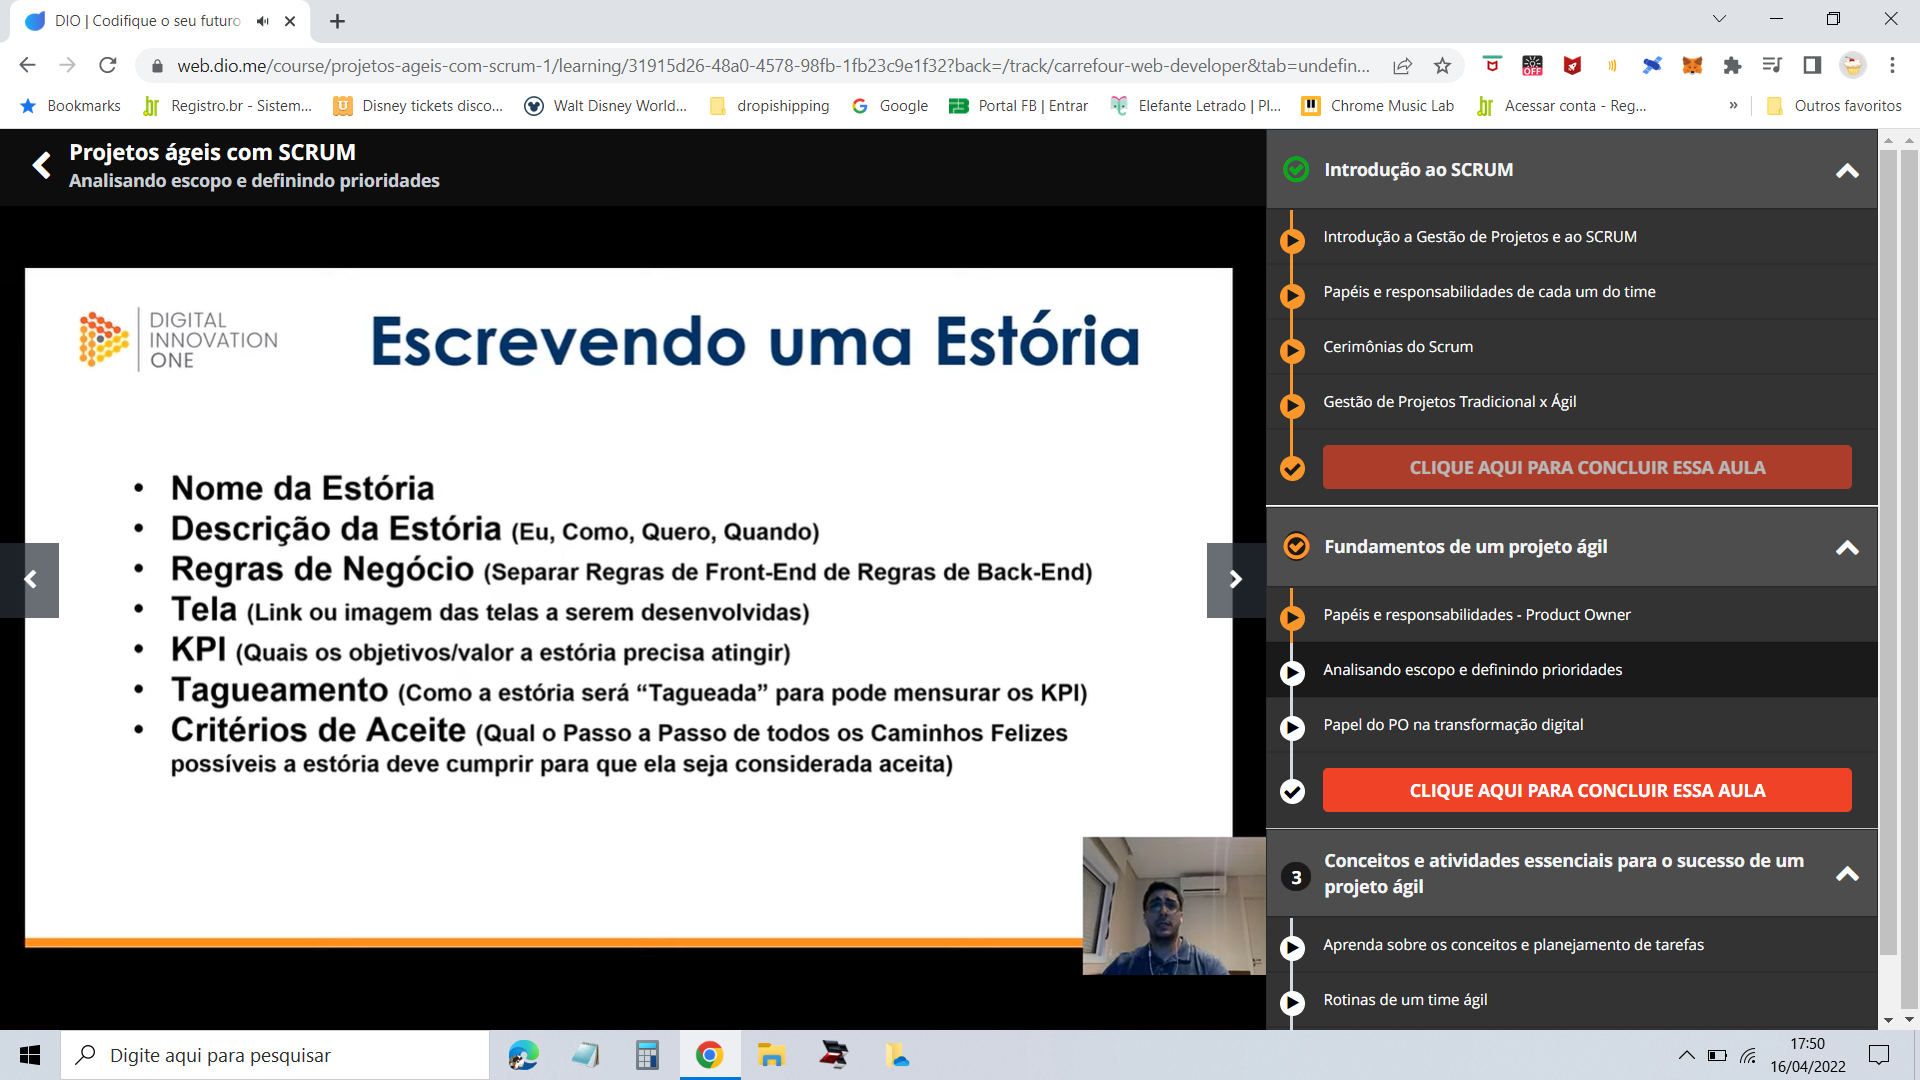 DIO | Codifique o seu futuro
web.dio.me/course/projetos-ageis-com-scrum-1/learning/31915d26-48a0-4578-98fb-1fb23c9e1f32?back=/track/carrefour-web-developer&tab=undefin...
OFF
Bookmarks
Registro.br - Sistem...
Disney tickets disco...
Walt Disney World...
dropishipping
Google
Portal FB | Entrar
Elefante Letrado | Pl...
Chrome Music Lab
Acessar conta - Reg...
»
Outros favoritos
Projetos ágeis com SCRUM
Analisando escopo e definindo prioridades
DIGITAL
INNOVATION
ONE
Escrevendo uma Estória
• Nome da Estória
• Descrição da Estória (Eu, Como, Quero, Quando)
• Regras de Negócio (Separar Regras de Front-End de Regras de Back-End)
• Tela (Link ou imagem das telas a serem desenvolvidas)
• KPI (Quais os objetivos/valor a estória precisa atingir)
• Tagueamento (Como a estória será “Tagueada” para pode mensurar os KPI)
• Critérios de Aceite (Qual o Passo a Passo de todos os Caminhos Felizes
possíveis a estória deve cumprir para que ela seja considerada aceita)
Introdução ao SCRUM
Introdução a Gestão de Projetos e ao SCRUM
Papéis e responsabilidades de cada um do time
Cerimônias do Scrum
Gestão de Projetos Tradicional x Ágil
CLIQUE AQUI PARA CONCLUIR ESSA AULA
Fundamentos de um projeto ágil
Papéis e responsabilidades - Product Owner
Analisando escopo e definindo prioridades
Papel do PO na transformação digital
CLIQUE AQUI PARA CONCLUIR ESSA AULA
3
Conceitos e atividades essenciais para o sucesso de um
projeto ágil
Aprenda sobre os conceitos e planejamento de tarefas
Rotinas de um time ágil
Digite aqui para pesquisar
17:50
16/04/2022